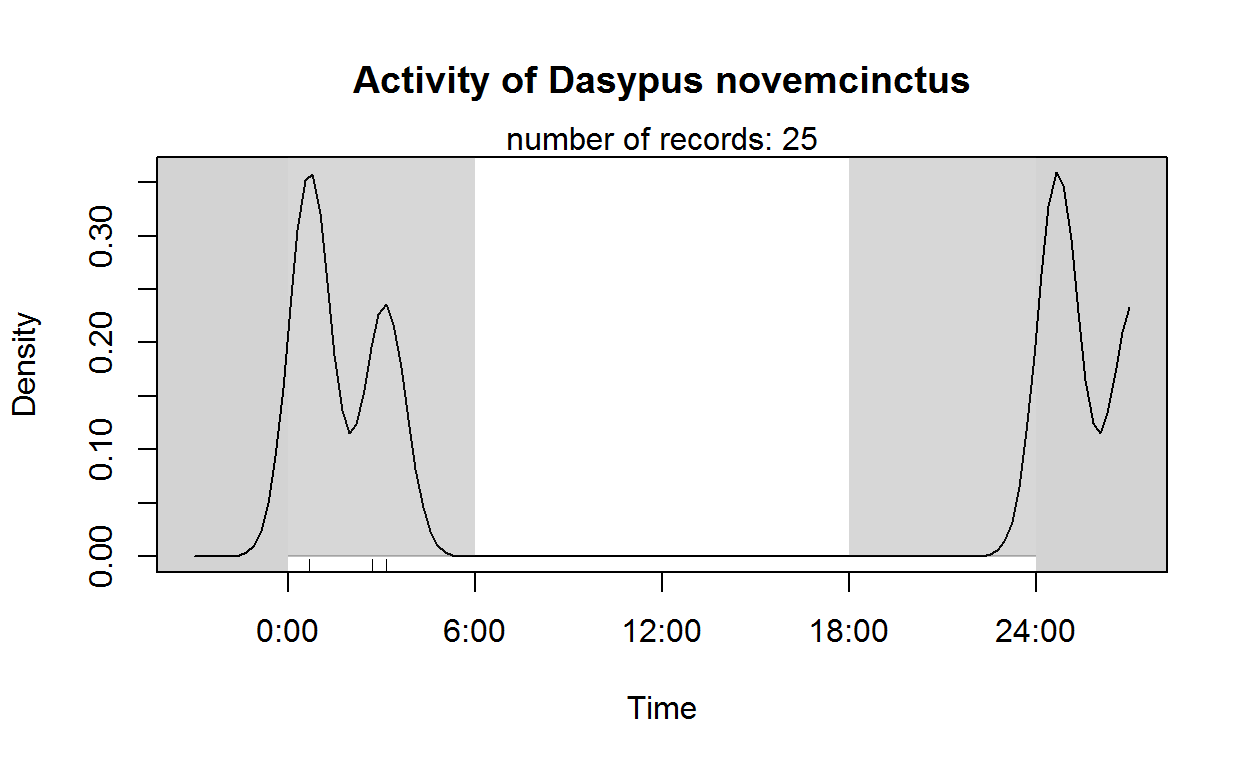 Activity of Dasypus novemcinctus
number of records: 25
Density
0.30
0.20
0.10
0.00
0:00 6:00 12:00 18:00 24:00
Time